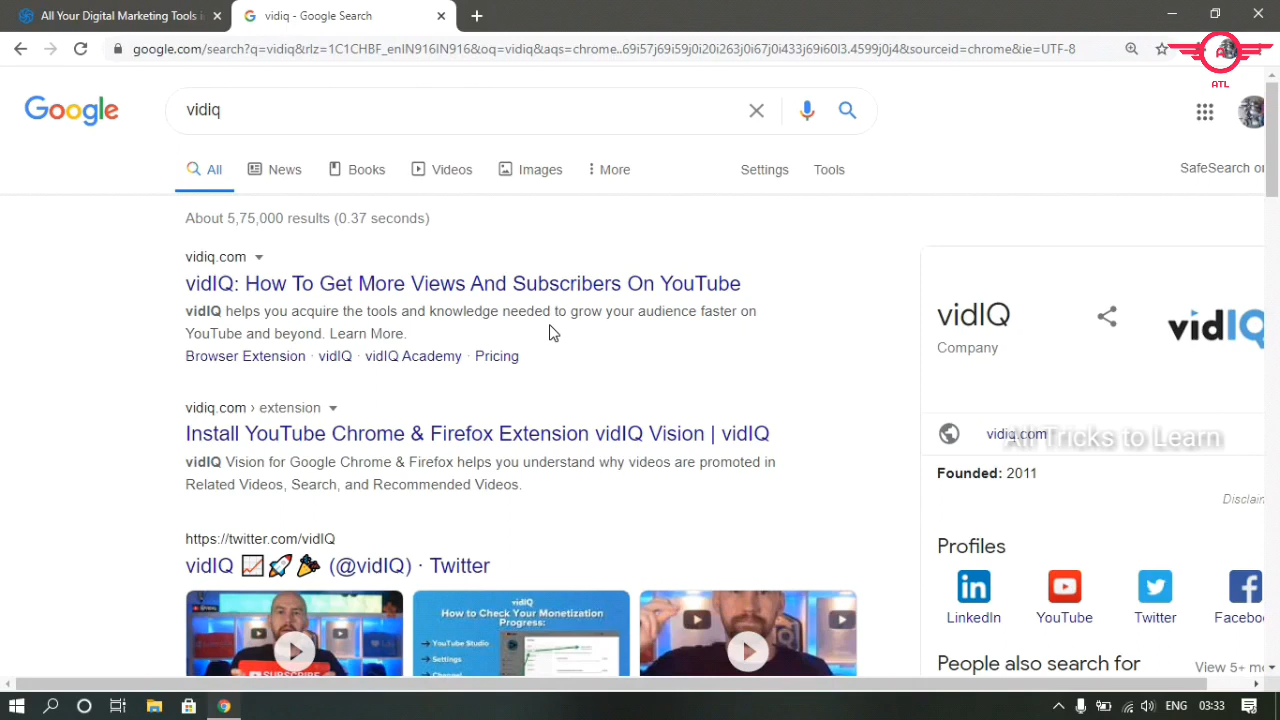 All Your Digital Marketing Tools in
vidiq - Google Search
google.com/search?q=vidiq&rlz=1C1CHBF_enIN916IN916&oq=vidiq&aqs=chrome..69i57j69i59j0i20i263j0i67j0i433j69i60l3.4599j0j4&sourceid=chrome&ie=UTF-8
ATL
Google
vidiq
All
News
Books
Videos
Images
More
Settings
Tools
SafeSearch on
About 5,75,000 results (0.37 seconds)
vidiq.com
vidIQ: How To Get More Views And Subscribers On YouTube
vidIQ helps you acquire the tools and knowledge needed to grow your audience faster on
YouTube and beyond. Learn More.
Browser Extension · vidIQ · vidIQ Academy · Pricing
vidiq.com › extension
Install YouTube Chrome & Firefox Extension vidIQ Vision | vidIQ
vidIQ Vision for Google Chrome & Firefox helps you understand why videos are promoted in
Related Videos, Search, and Recommended Videos.
https://twitter.com/vidIQ
vidIQ 📈🚀🎉 (@vidIQ) · Twitter
SUBSCRIBE
vidIQ
How to Check Your Monetization
Progress:
YouTube Studio
Settings
Channel
vidIQ
Company
vidIQ
vidiq.com
All Tricks to Learn
Founded: 2011
Disclaim
Profiles
LinkedIn
YouTube
Twitter
Facebo
People also search for
View 5+ m
ENG
03:33